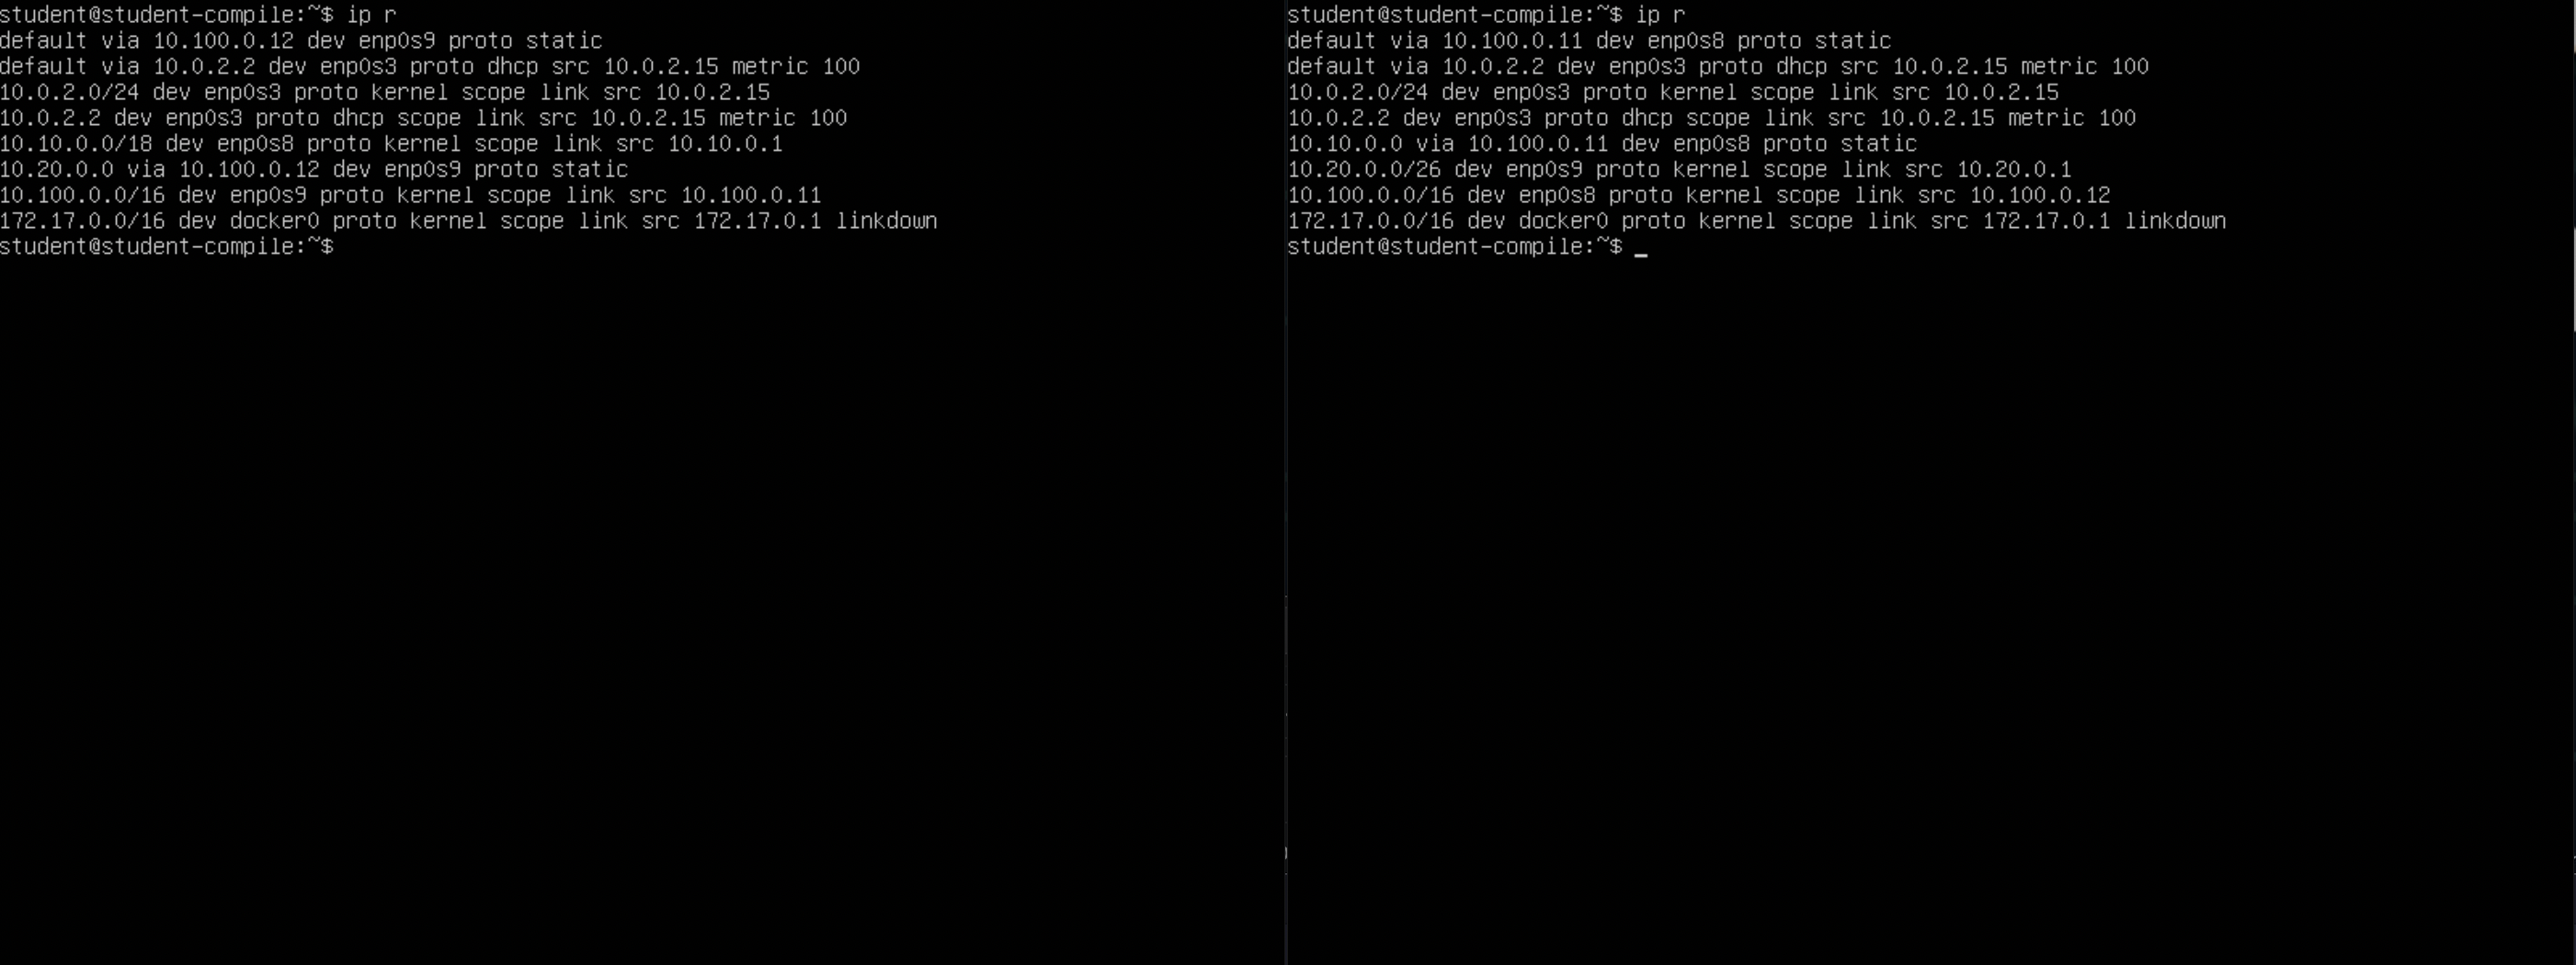 student@student-compile:~$ ip r
default via 10.100.0.12 dev enp0s9 proto static
default via 10.0.2.2 dev enp0s3 proto dhcp src 10.0.2.15 metric 100
10.0.2.0/24 dev enp0s3 proto kernel scope link src 10.0.2.15
10.0.2.2 dev enp0s3 proto dhcp scope link src 10.0.2.15 metric 100
10.10.0.0/18 dev enp0s8 proto kernel scope link src 10.10.0.1
10.20.0.0 via 10.100.0.12 dev enp0s9 proto static
10.100.0.0/16 dev enp0s9 proto kernel scope link src 10.100.0.11
172.17.0.0/16 dev docker0 proto kernel scope link src 172.17.0.1 linkdown
student@student-compile:~$
student@student-compile:~$ ip r
default via 10.100.0.11 dev enp0s8 proto static
default via 10.0.2.2 dev enp0s3 proto dhcp src 10.0.2.15 metric 100
10.0.2.0/24 dev enp0s3 proto kernel scope link src 10.0.2.15
10.0.2.2 dev enp0s3 proto dhcp scope link src 10.0.2.15 metric 100
10.10.0.0 via 10.100.0.11 dev enp0s8 proto static
10.20.0.0/26 dev enp0s9 proto kernel scope link src 10.20.0.1
10.100.0.0/16 dev enp0s8 proto kernel scope link src 10.100.0.12
172.17.0.0/16 dev docker0 proto kernel scope link src 172.17.0.1 linkdown
student@student-compile:~$ _